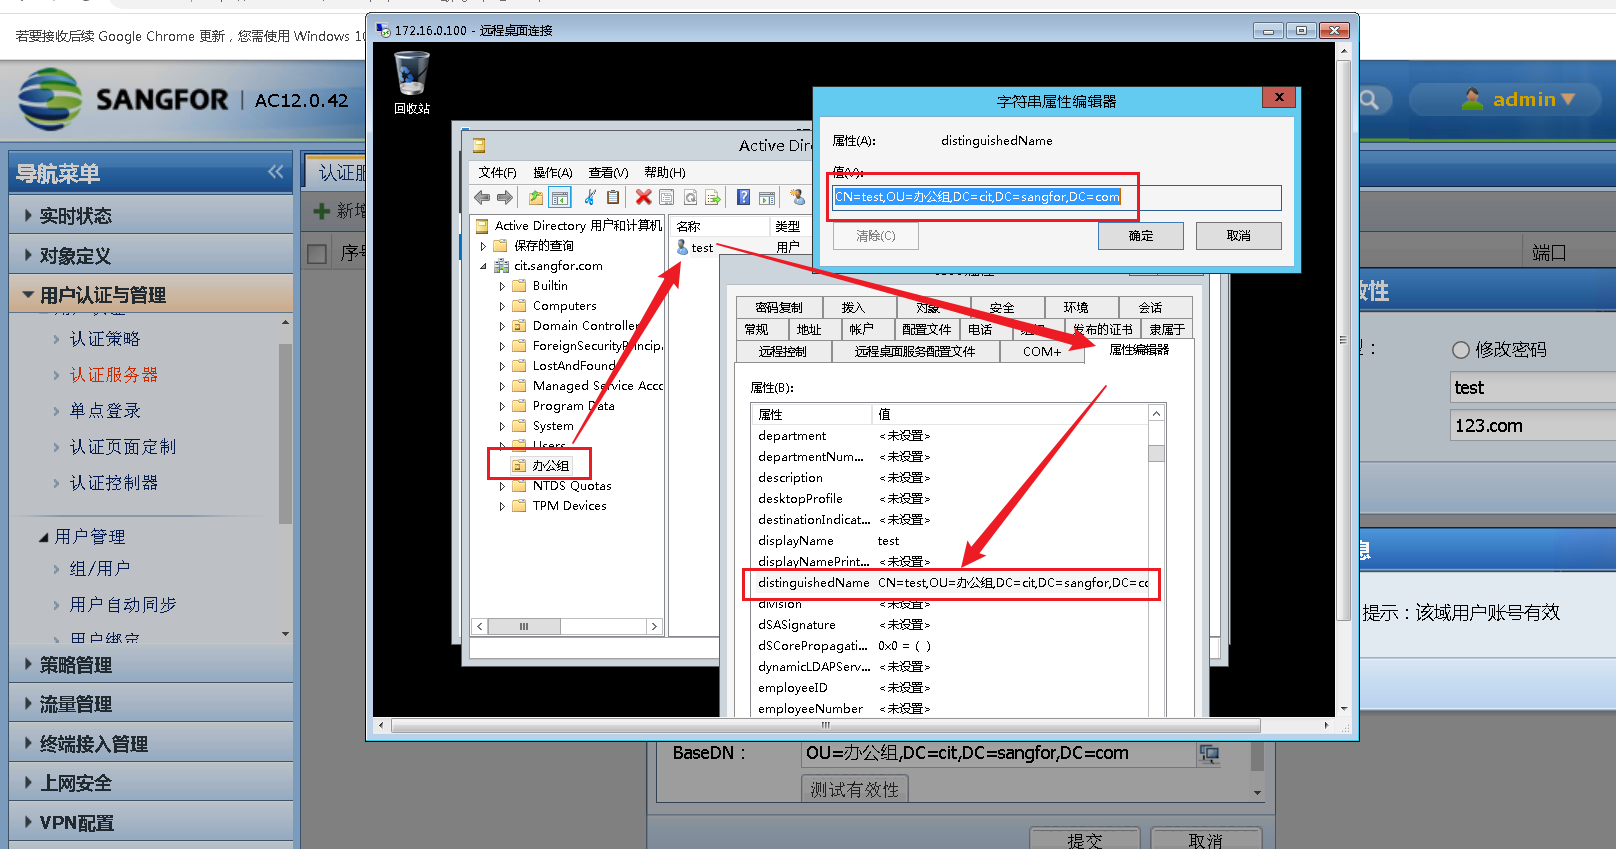 若要接收后续 Google Chrome 更新，您需使用 Windows 10
172.16.0.100 - 远程桌面连接
SANGFOR | AC12.0.42
admin
回收站
字符串属性编辑器
属性(A):
distinguishedName
值(V):
CN=test,OU=办公组,DC=cit,DC=sangfor,DC=com
清除(C)
确定
取消
导航菜单
实时状态
对象定义
用户认证与管理
认证策略
认证服务器
单点登录
认证页面定制
认证控制器
用户管理
组/用户
用户自动同步
用户绑定
策略管理
流量管理
终端接入管理
上网安全
VPN配置
认证服
新增
序号
Active Dire
文件(F)
操作(A)
查看(V)
帮助(H)
Active Directory 用户和计算机
保存的查询
cit.sangfor.com
Builtin
Computers
Domain Controller
ForeignSecurityPrincip
LostAndFound
Managed Service Acco
Program Data
System
Users
办公组
NTDS Quotas
TPM Devices
名称
类型
test
用户
密码复制
拨入
对象
安全
环境
会话
常规
地址
帐户
配置文件
电话
组织
发布的证书
隶属于
远程控制
远程桌面服务配置文件
COM+
属性编辑器
属性(B):
属性
值
department <未设置>
departmentNum... <未设置>
description <未设置>
desktopProfile <未设置>
destinationIndicat... <未设置>
displayName test
displayNamePrint... <未设置>
distinguishedName CN=test,OU=办公组,DC=cit,DC=sangfor,DC=co
division <未设置>
dSASignature <未设置>
dSCorePropagati... 0x0 = ( )
dynamicLDAPServ... <未设置>
employeeID <未设置>
employeeNumber <未设置>
端口
效性
型：
修改密码
test
123.com
息
提示：该域用户账号有效
BaseDN：
OU=办公组,DC=cit,DC=sangfor,DC=com
测试有效性
提交
取消